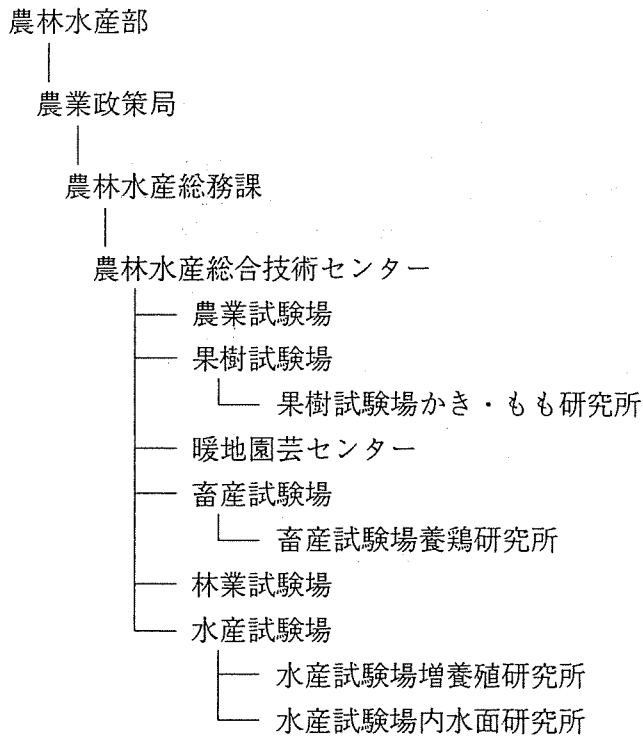 農林水産部
農業政策局
農林水産総務課
農林水産総合技術センター
農業試験場
果樹試験場
果樹試験場かき・もも研究所
暖地園芸センター
畜産試験場
畜産試験場養鶏研究所
林業試験場
水産試験場
水産試験場増養殖研究所
水産試験場内水面研究所